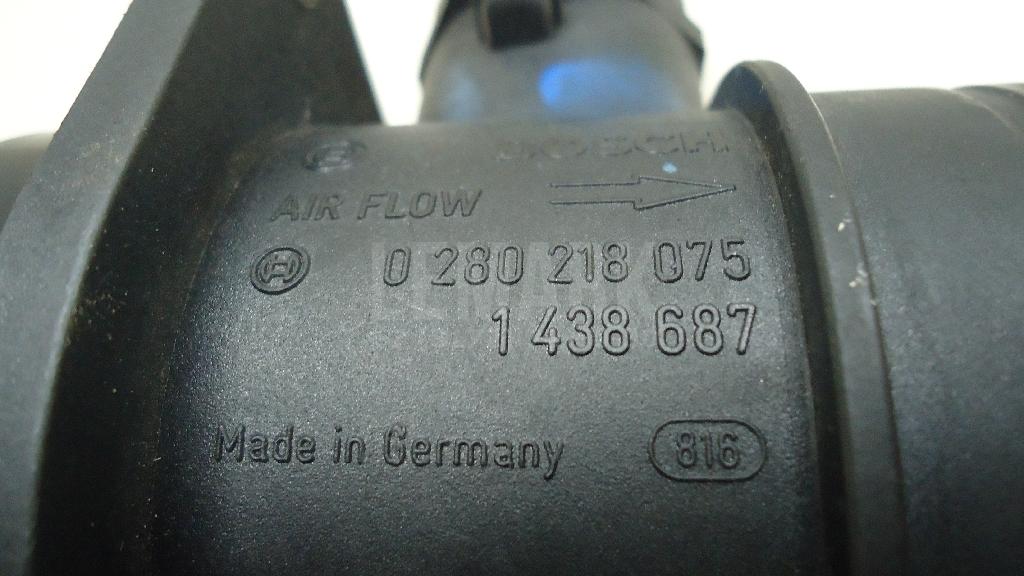 BOSCH
AIR FLOW
0 280 218 075
1 438 687
Made in Germany 816